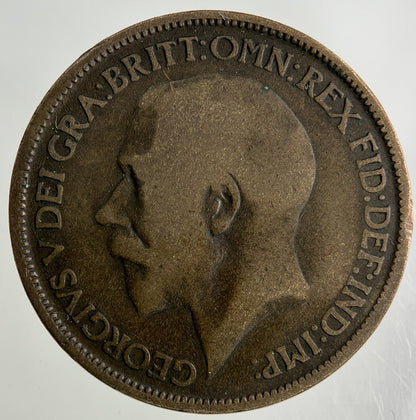 GEORGIVS V DEI GRA:BRITT:OMN:REX FID:DEF:IND:IMP: